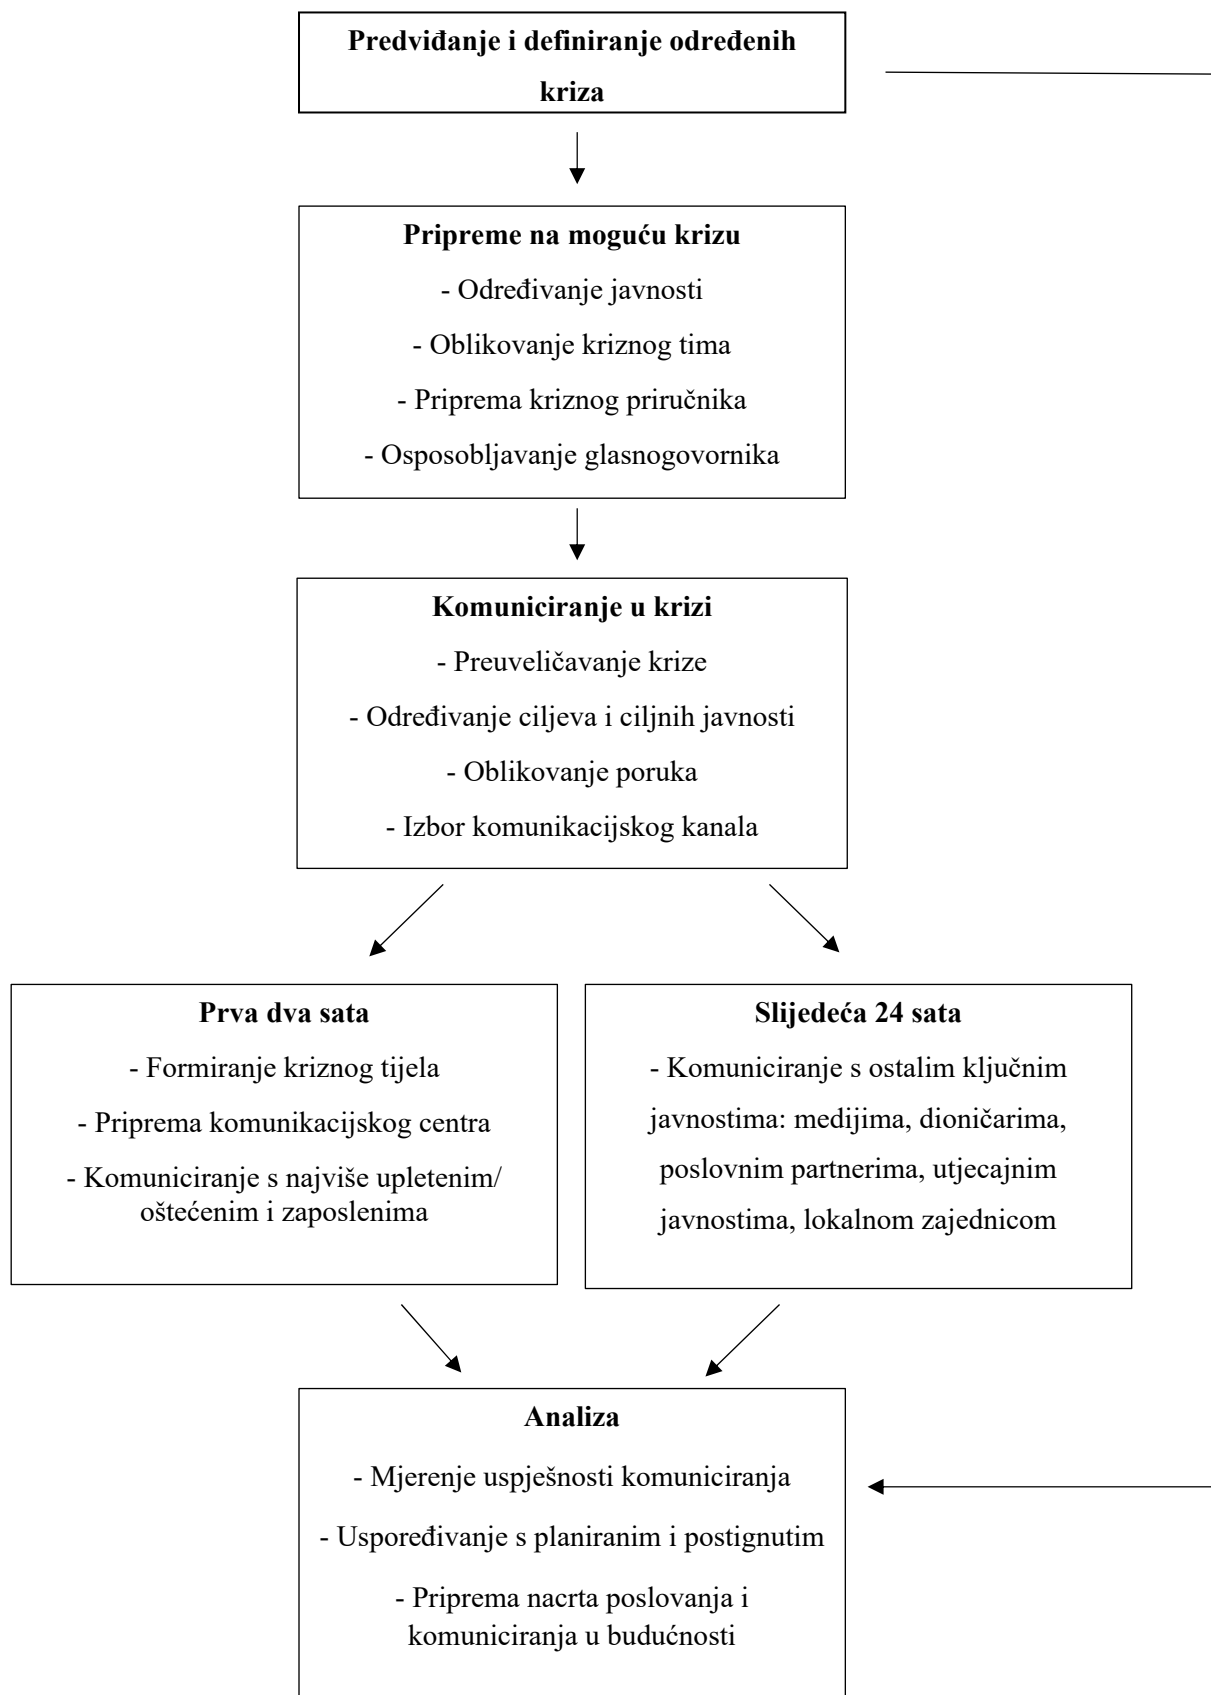 Predviđanje i definiranje određenih
kriza
Pripreme na moguću krizu
- Određivanje javnosti
- Oblikovanje kriznog tima
- Priprema kriznog priručnika
- Osposobljavanje glasnogovornika
Komuniciranje u krizi
- Preuveličavanje krize
- Određivanje ciljeva i ciljnih javnosti
- Oblikovanje poruka
- Izbor komunikacijskog kanala
Prva dva sata
- Formiranje kriznog tijela
- Priprema komunikacijskog centra
- Komuniciranje s najviše upletenim/
oštećenim i zaposlenima
Slijedeća 24 sata
- Komuniciranje s ostalim ključnim
javnostima: medijima, dioničarima,
poslovnim partnerima, utjecajnim
javnostima, lokalnom zajednicom
Analiza
- Mjerenje uspješnosti komuniciranja
- Uspoređivanje s planiranim i postignutim
- Priprema nacrta poslovanja i
komuniciranja u budućnosti